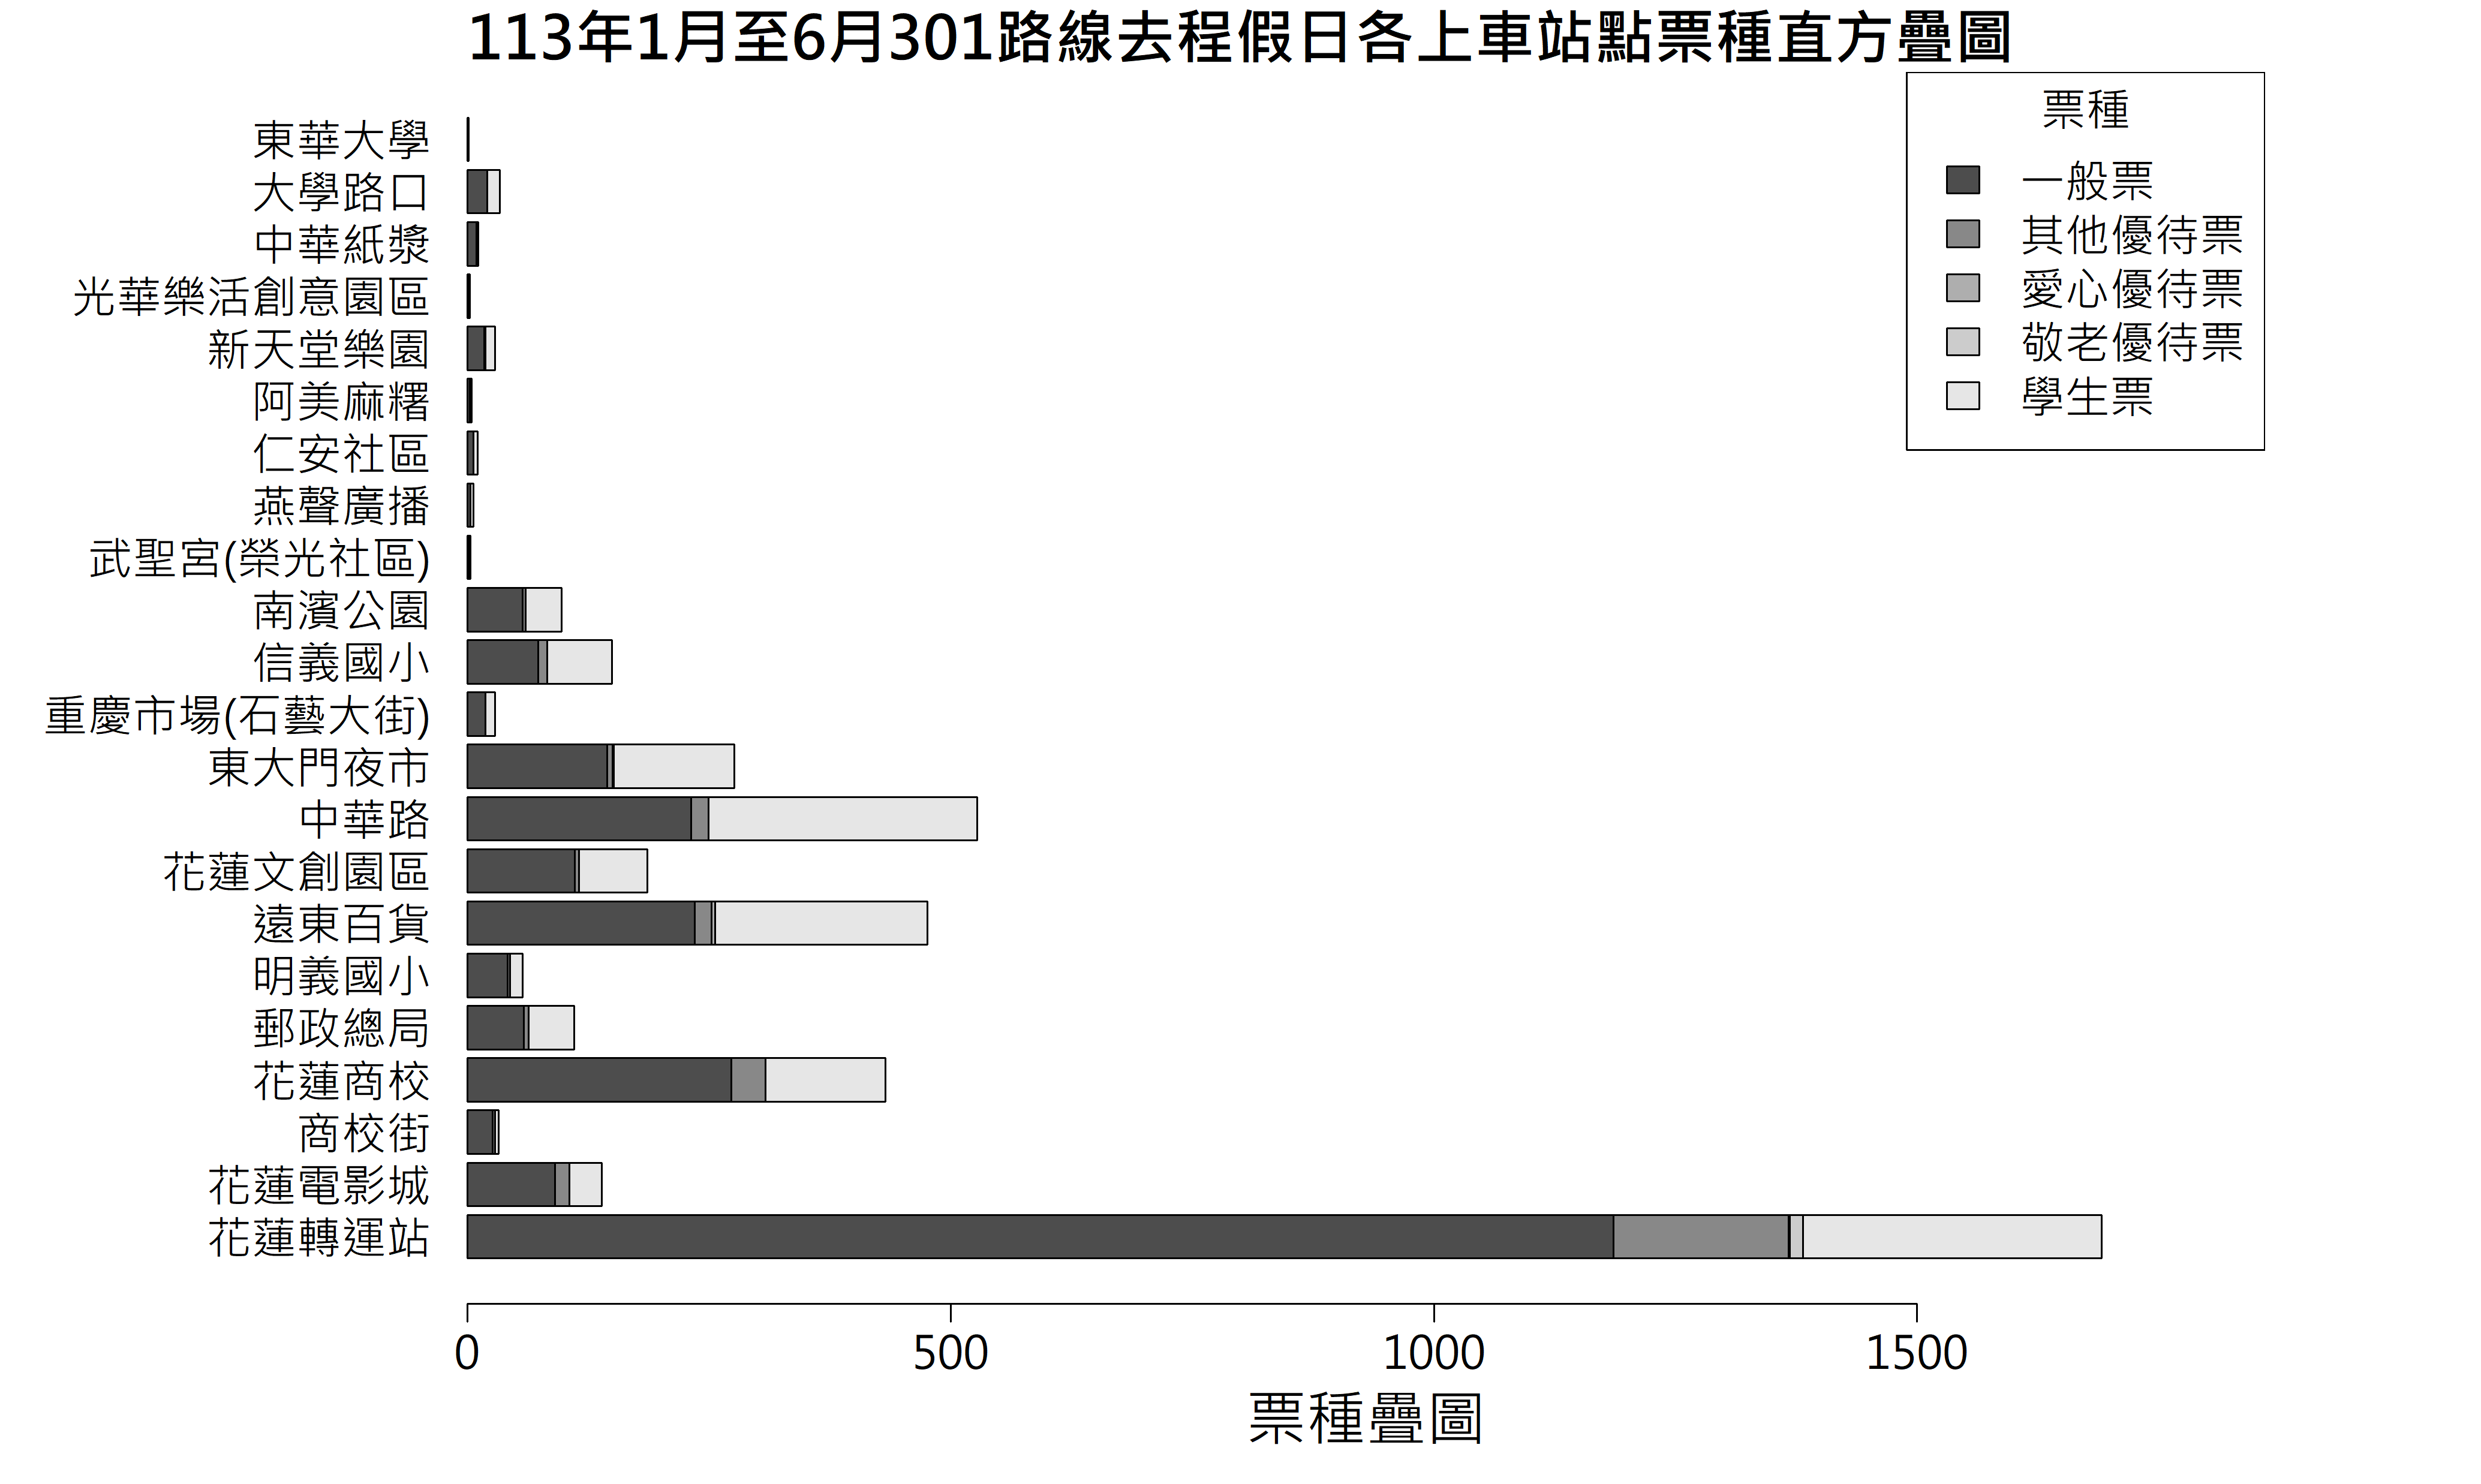 113年1月至6月301路線去程假日各上車站點票種直方疊圖
票種
一般票
其他優待票
愛心優待票
敬老優待票
學生票
東華大學
大學路口
中華紙漿
光華樂活創意園區
新天堂樂園
阿美麻糬
仁安社區
燕聲廣播
武聖宮(榮光社區)
南濱公園
信義國小
重慶市場(石藝大街)
東大門夜市
中華路
花蓮文創園區
遠東百貨
明義國小
郵政總局
花蓮商校
商校街
花蓮電影城
花蓮轉運站
0 500 1000 1500
票種疊圖